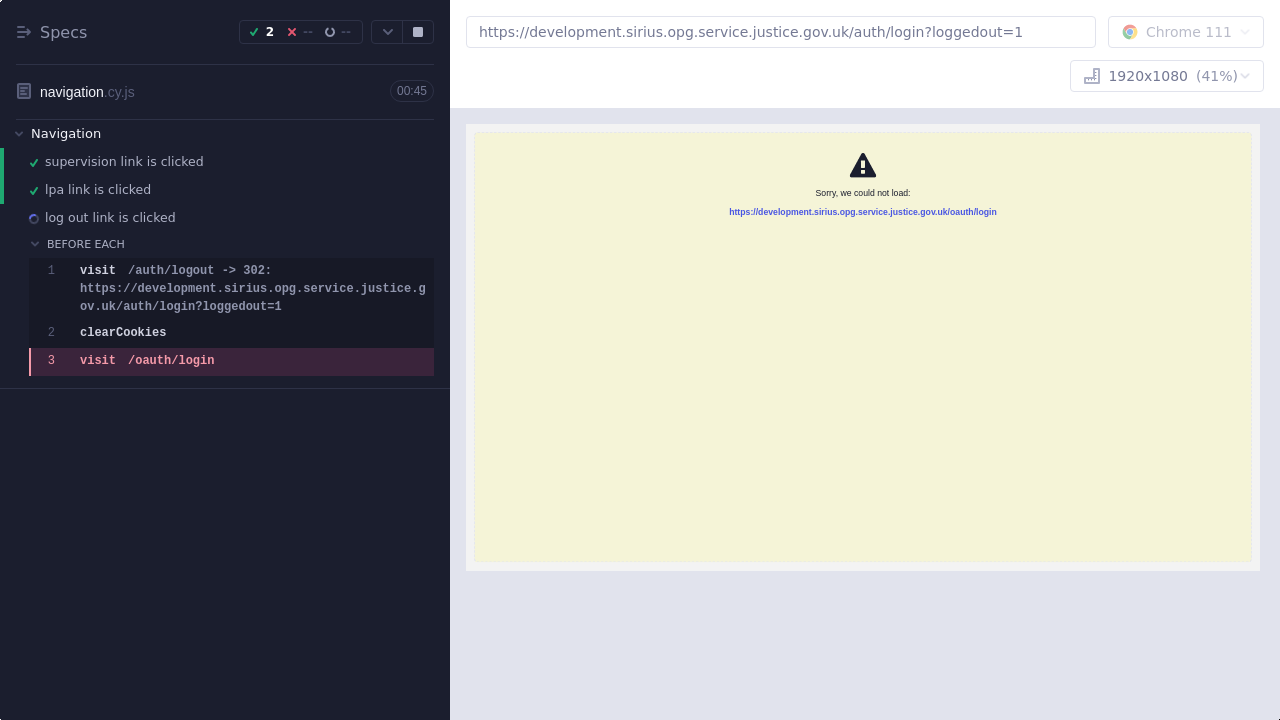 Specs
2
--
--
navigation.cy.js
00:45
Navigation
supervision link is clicked
lpa link is clicked
log out link is clicked
BEFORE EACH
1 visit /auth/logout -> 302:
https://development.sirius.opg.service.justice.g
ov.uk/auth/login?loggedout=1
2 clearCookies
3 visit /oauth/login
https://development.sirius.opg.service.justice.gov.uk/auth/login?loggedout=1
Chrome 111
1920x1080 (41%)
Sorry, we could not load:
https://development.sirius.opg.service.justice.gov.uk/oauth/login